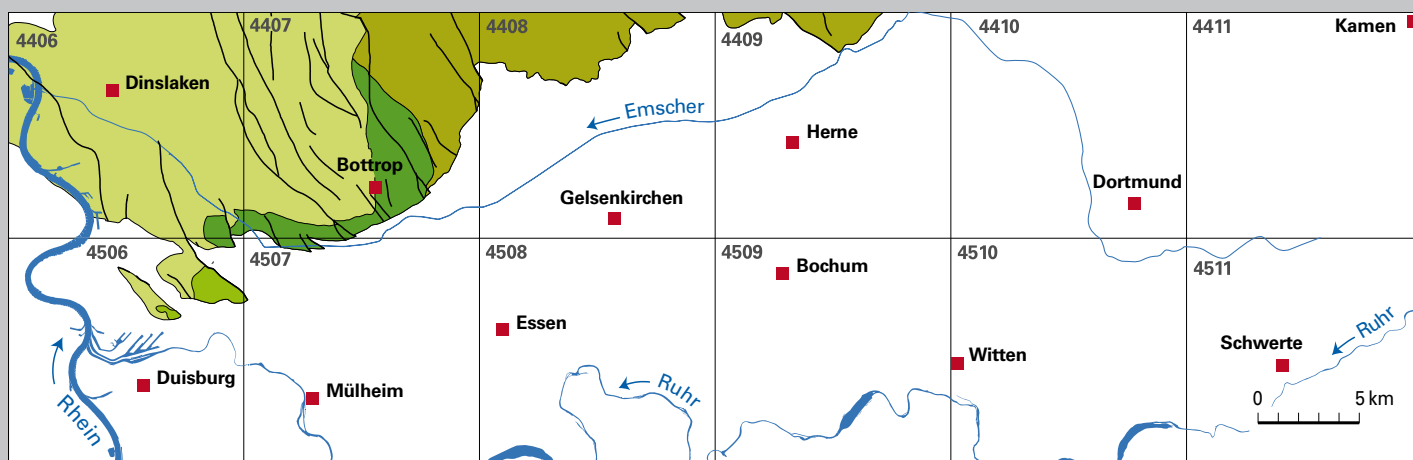 4406
4407
4408
4409
4410
4411
Kamen
Dinslaken
Emscher
Herne
Bottrop
Gelsenkirchen
Dortmund
4506
4507
4508
4509
4510
4511
Bochum
Essen
Witten
Schwerte
Ruhr
Duisburg
Mülheim
Ruhr
Rhein
0 5 km